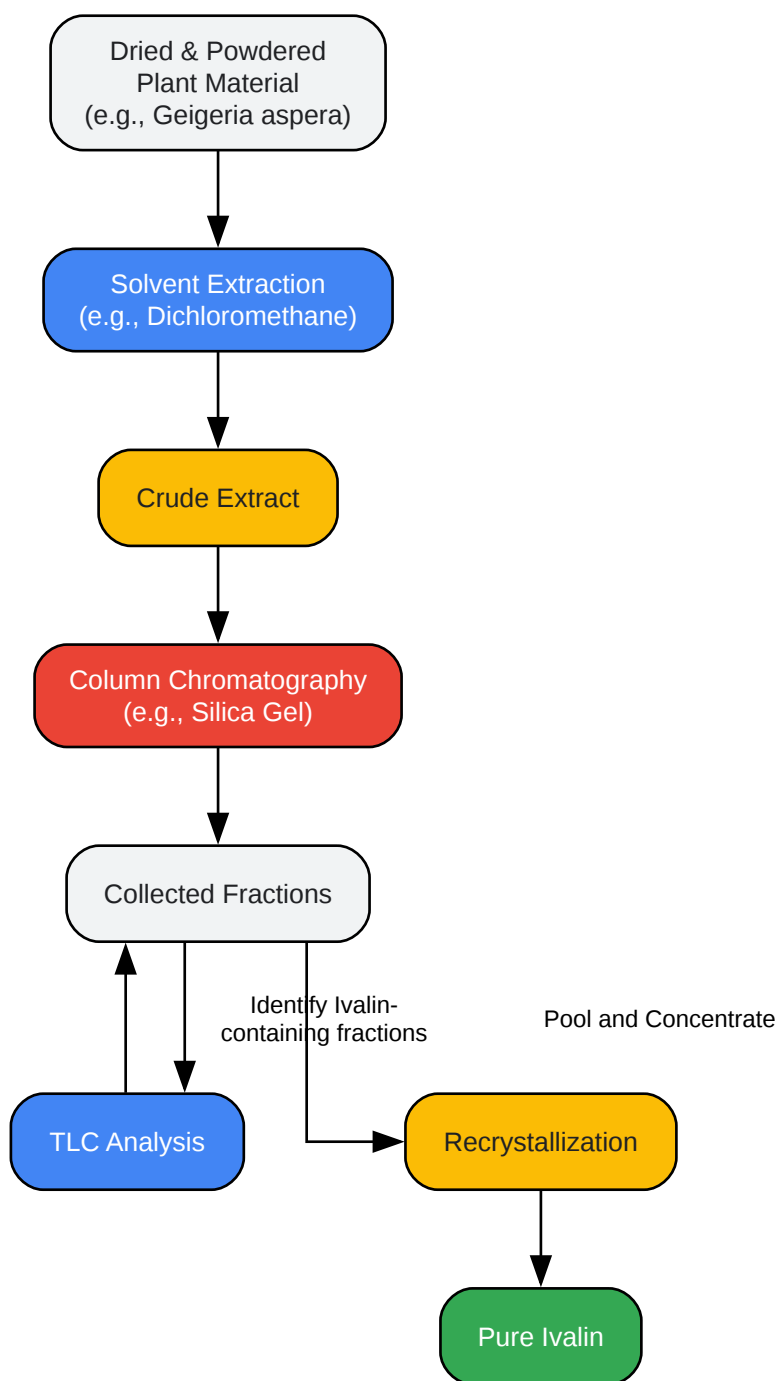 Dried & Powdered
Plant Material
(e.g., Geigeria aspera)
Solvent Extraction
(e.g., Dichloromethane)
Crude Extract
Column Chromatography
(e.g., Silica Gel)
Collected Fractions
Identify Ivalin-
containing fractions
Pool and Concentrate
TLC Analysis
Recrystallization
Pure Ivalin